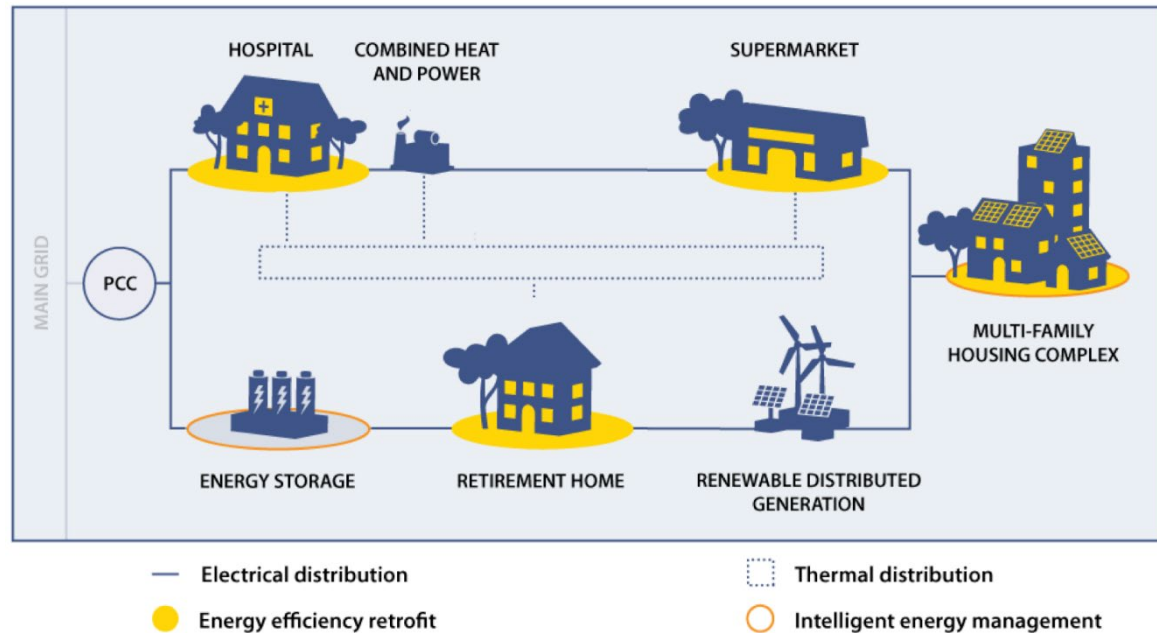 HOSPITAL
COMBINED HEAT
AND POWER
SUPERMARKET
MAIN GRID
PCC
MULTI-FAMILY
HOUSING COMPLEX
ENERGY STORAGE
RETIREMENT HOME
RENEWABLE DISTRIBUTED
GENERATION
Electrical distribution
Thermal distribution
Energy efficiency retrofit
Intelligent energy management